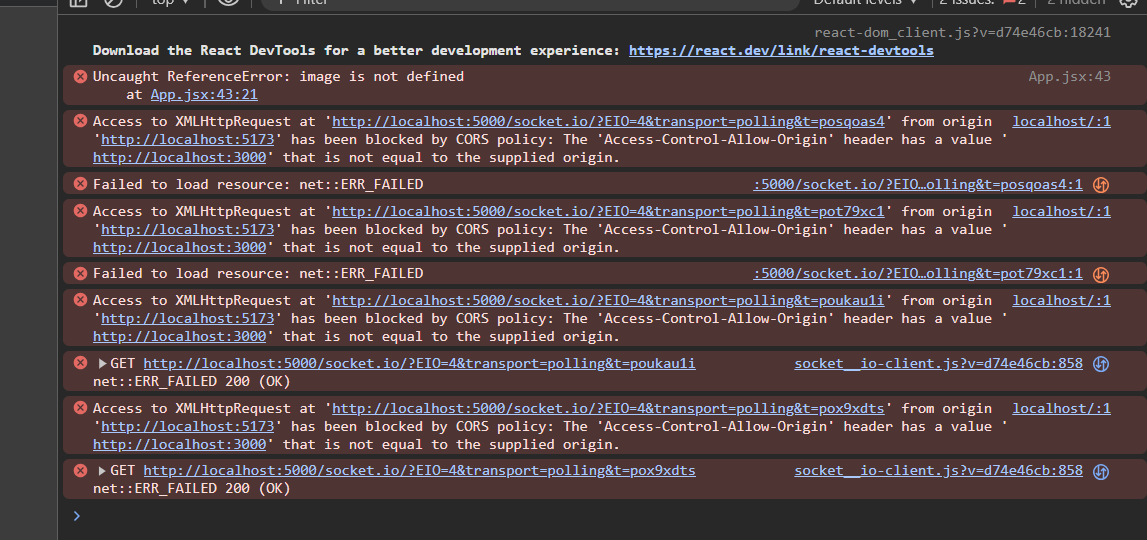 top
Filter
Default levels
2 Issues:
2
2 hidden
react-dom_client.js?v=d74e46cb:18241
Download the React DevTools for a better development experience: https://react.dev/link/react-devtools
Uncaught ReferenceError: image is not defined App.jsx:43
at App.jsx:43:21
Access to XMLHttpRequest at 'http://localhost:5000/socket.io/?EIO=4&transport=polling&t=posqoas4' from origin localhost/:1
'http://localhost:5173' has been blocked by CORS policy: The 'Access-Control-Allow-Origin' header has a value '
http://localhost:3000' that is not equal to the supplied origin.
Failed to load resource: net::ERR_FAILED :5000/socket.io/?EIO…olling&t=posqoas4:1
Access to XMLHttpRequest at 'http://localhost:5000/socket.io/?EIO=4&transport=polling&t=pot79xc1' from origin localhost/:1
'http://localhost:5173' has been blocked by CORS policy: The 'Access-Control-Allow-Origin' header has a value '
http://localhost:3000' that is not equal to the supplied origin.
Failed to load resource: net::ERR_FAILED :5000/socket.io/?EIO…olling&t=pot79xc1:1
Access to XMLHttpRequest at 'http://localhost:5000/socket.io/?EIO=4&transport=polling&t=poukau1i' from origin localhost/:1
'http://localhost:5173' has been blocked by CORS policy: The 'Access-Control-Allow-Origin' header has a value '
http://localhost:3000' that is not equal to the supplied origin.
GET http://localhost:5000/socket.io/?EIO=4&transport=polling&t=poukau1i socket__io-client.js?v=d74e46cb:858
net::ERR_FAILED 200 (OK)
Access to XMLHttpRequest at 'http://localhost:5000/socket.io/?EIO=4&transport=polling&t=pox9xdts' from origin localhost/:1
'http://localhost:5173' has been blocked by CORS policy: The 'Access-Control-Allow-Origin' header has a value '
http://localhost:3000' that is not equal to the supplied origin.
GET http://localhost:5000/socket.io/?EIO=4&transport=polling&t=pox9xdts socket__io-client.js?v=d74e46cb:858
net::ERR_FAILED 200 (OK)